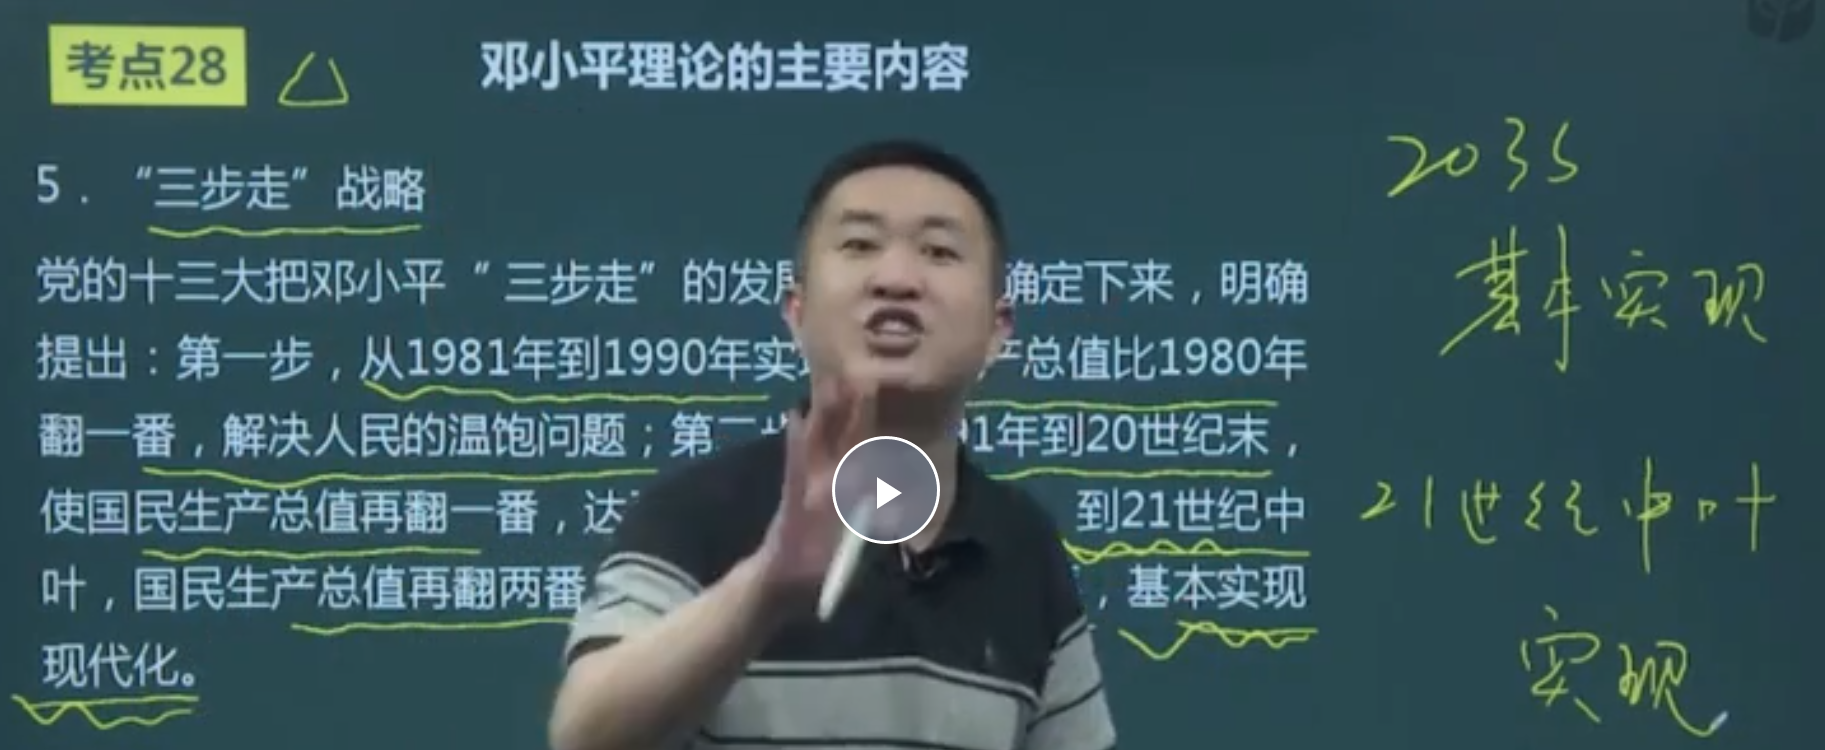 考点28
邓小平理论的主要内容
5．“三步走”战略
党的十三大把邓小平“三步走”的发 确定下来，明确
提出：第一步，从1981年到1990年实 总值比1980年
翻一番，解决人民的温饱问题；第二 1年到20世纪末，
使国民生产总值再翻一番，达 到21世纪中
叶，国民生产总值再翻两番 ，基本实现
现代化。
2035
基本实现
21世纪中叶
实现